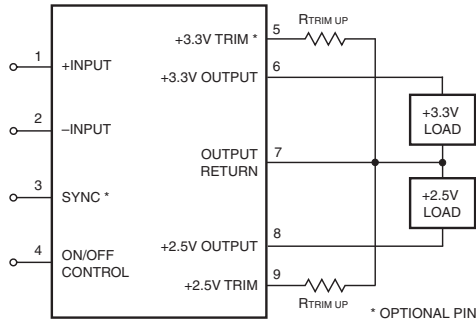 1
+INPUT
2
–INPUT
3
SYNC *
4
ON/OFF
CONTROL
+3.3V TRIM *
5
RTRIM UP
+3.3V OUTPUT
6
+3.3V
LOAD
OUTPUT
RETURN
7
+2.5V
LOAD
+2.5V OUTPUT
8
+2.5V TRIM
9
RTRIM UP
* OPTIONAL PIN